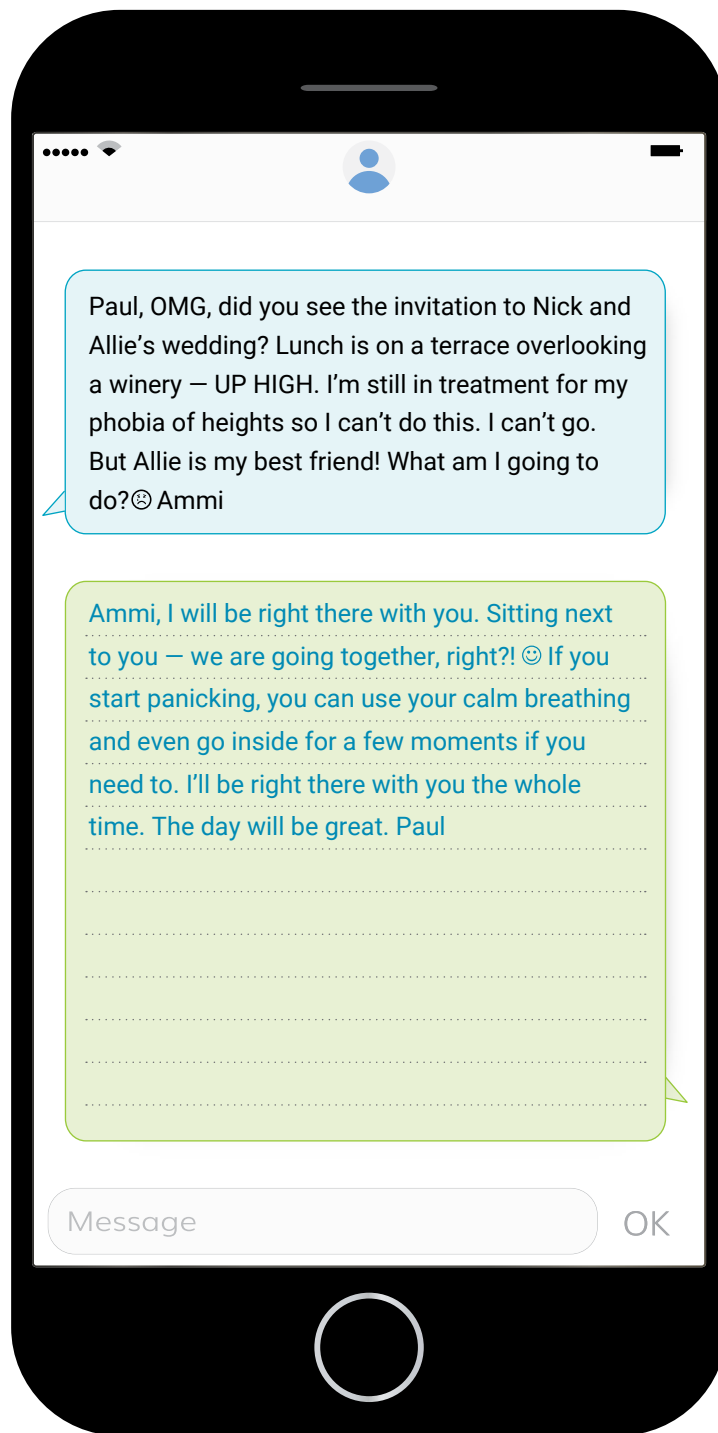 Paul, OMG, did you see the invitation to Nick and
Allie’s wedding? Lunch is on a terrace overlooking
a winery — UP HIGH. I’m still in treatment for my
phobia of heights so I can’t do this. I can’t go.
But Allie is my best friend! What am I going to
do?☹ Ammi
Ammi, I will be right there with you. Sitting next
to you — we are going together, right?! ☺ If you
start panicking, you can use your calm breathing
and even go inside for a few moments if you
need to. I’ll be right there with you the whole
time. The day will be great. Paul
Message
OK